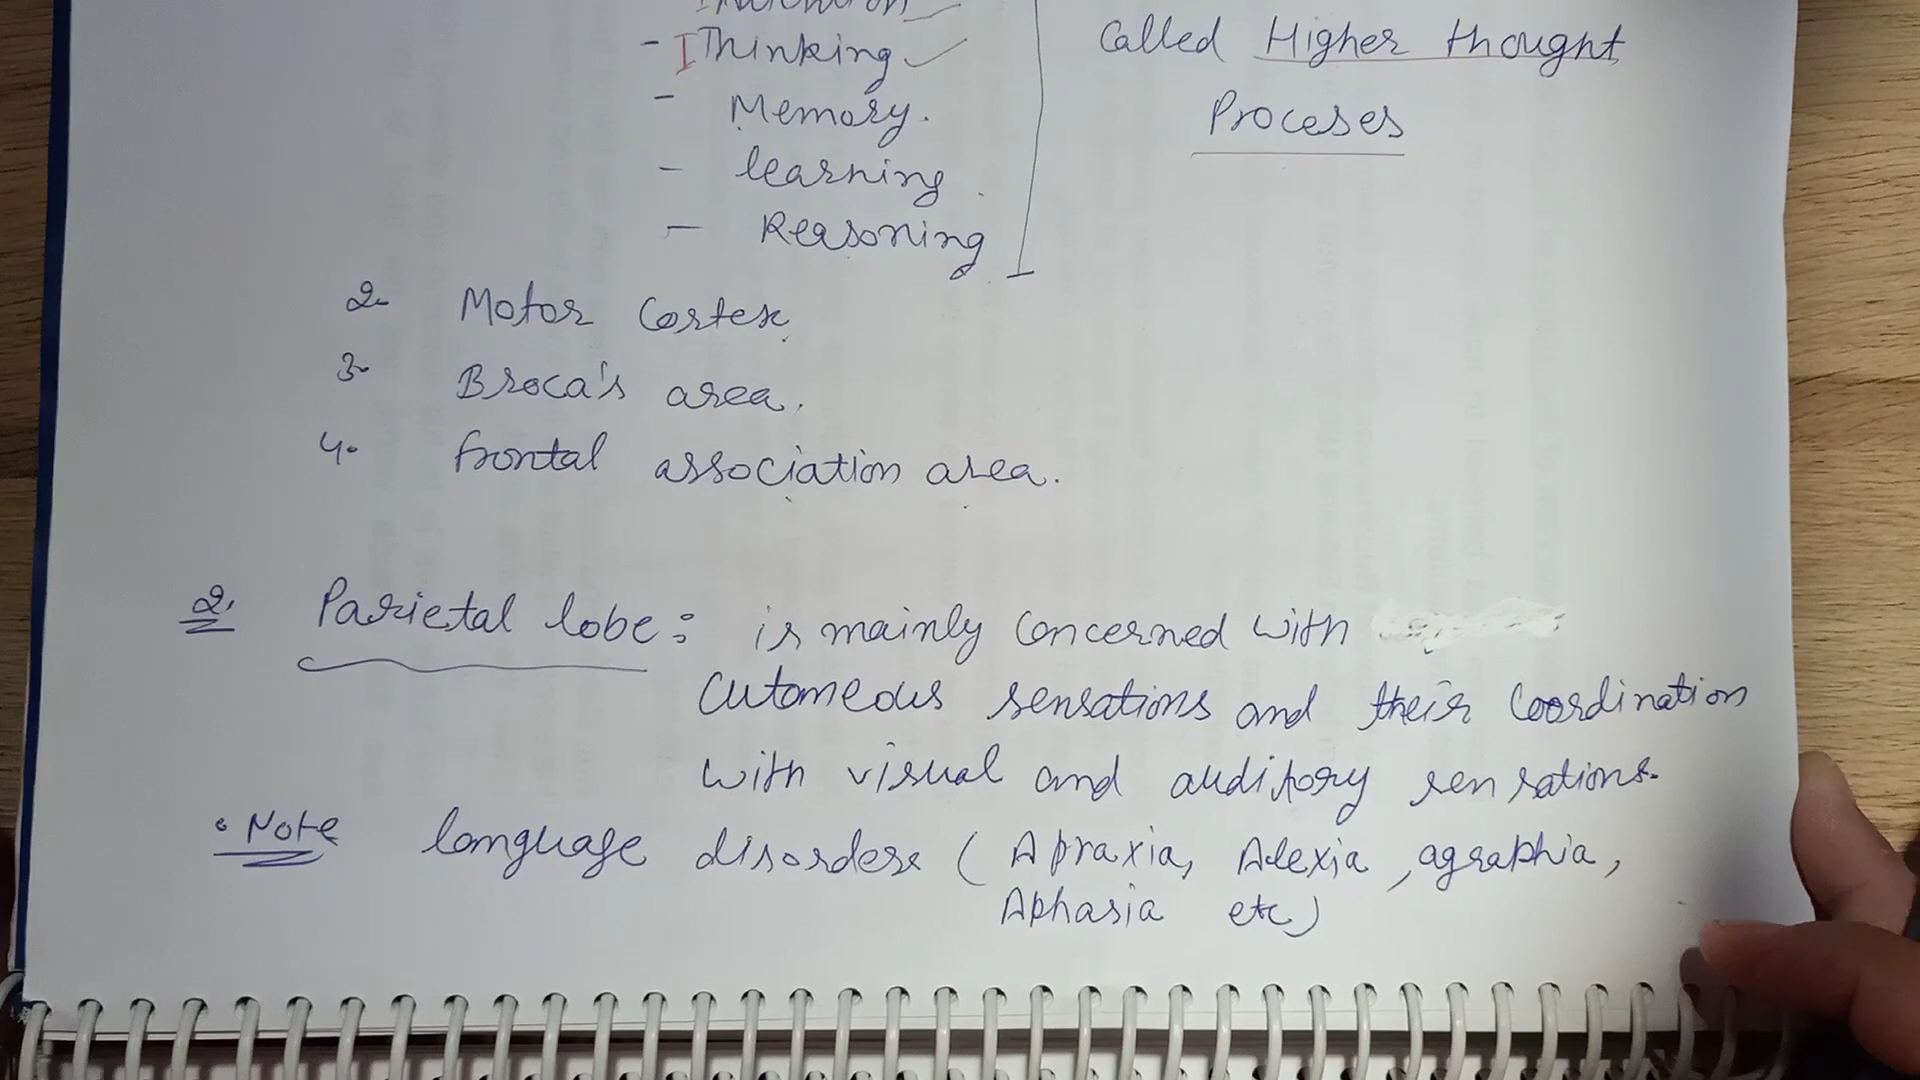 - Thinking
- Memory.
- learning
- Reasoning
Called Higher thought
Proceses
2. Motor Cortex
3. Broca's area.
4. frontal association area.
2. Parietal lobe: is mainly concerned with
cutaneous sensations and their coordination
with visual and auditory sensations.
• Note language disorders (Apraxia, Alexia, agraphia,
Aphasia etc)